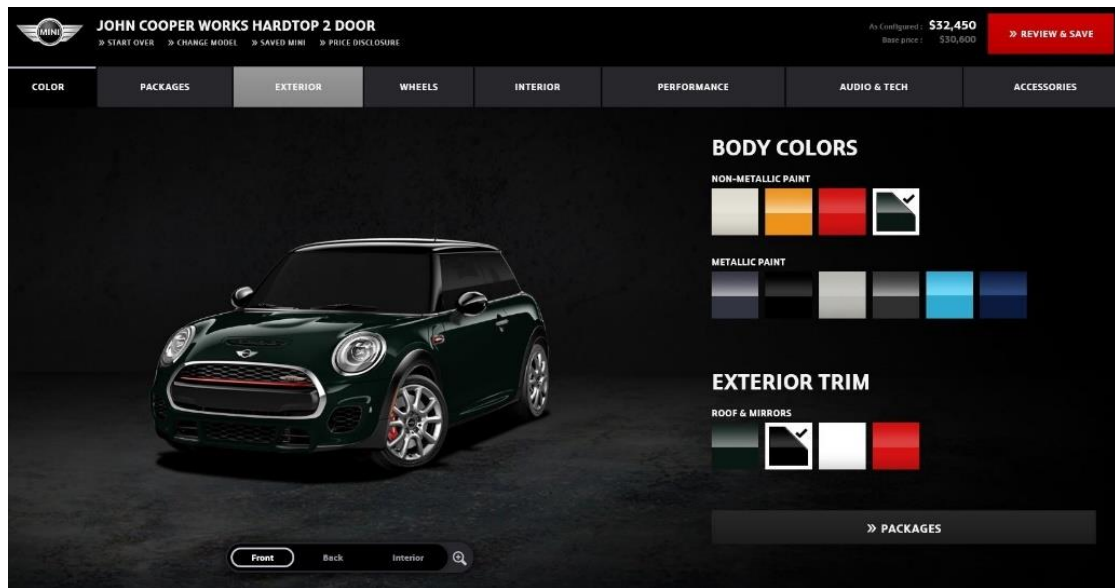 MINI
JOHN COOPER WORKS HARDTOP 2 DOOR
» START OVER » CHANGE MODEL » SAVED MINI » PRICE DISCLOSURE
As Configured : $32,450
Base price : $30,600
» REVIEW & SAVE
COLOR PACKAGES EXTERIOR WHEELS INTERIOR PERFORMANCE AUDIO & TECH ACCESSORIES
BODY COLORS
NON-METALLIC PAINT
METALLIC PAINT
EXTERIOR TRIM
ROOF & MIRRORS
» PACKAGES
Front Back Interior